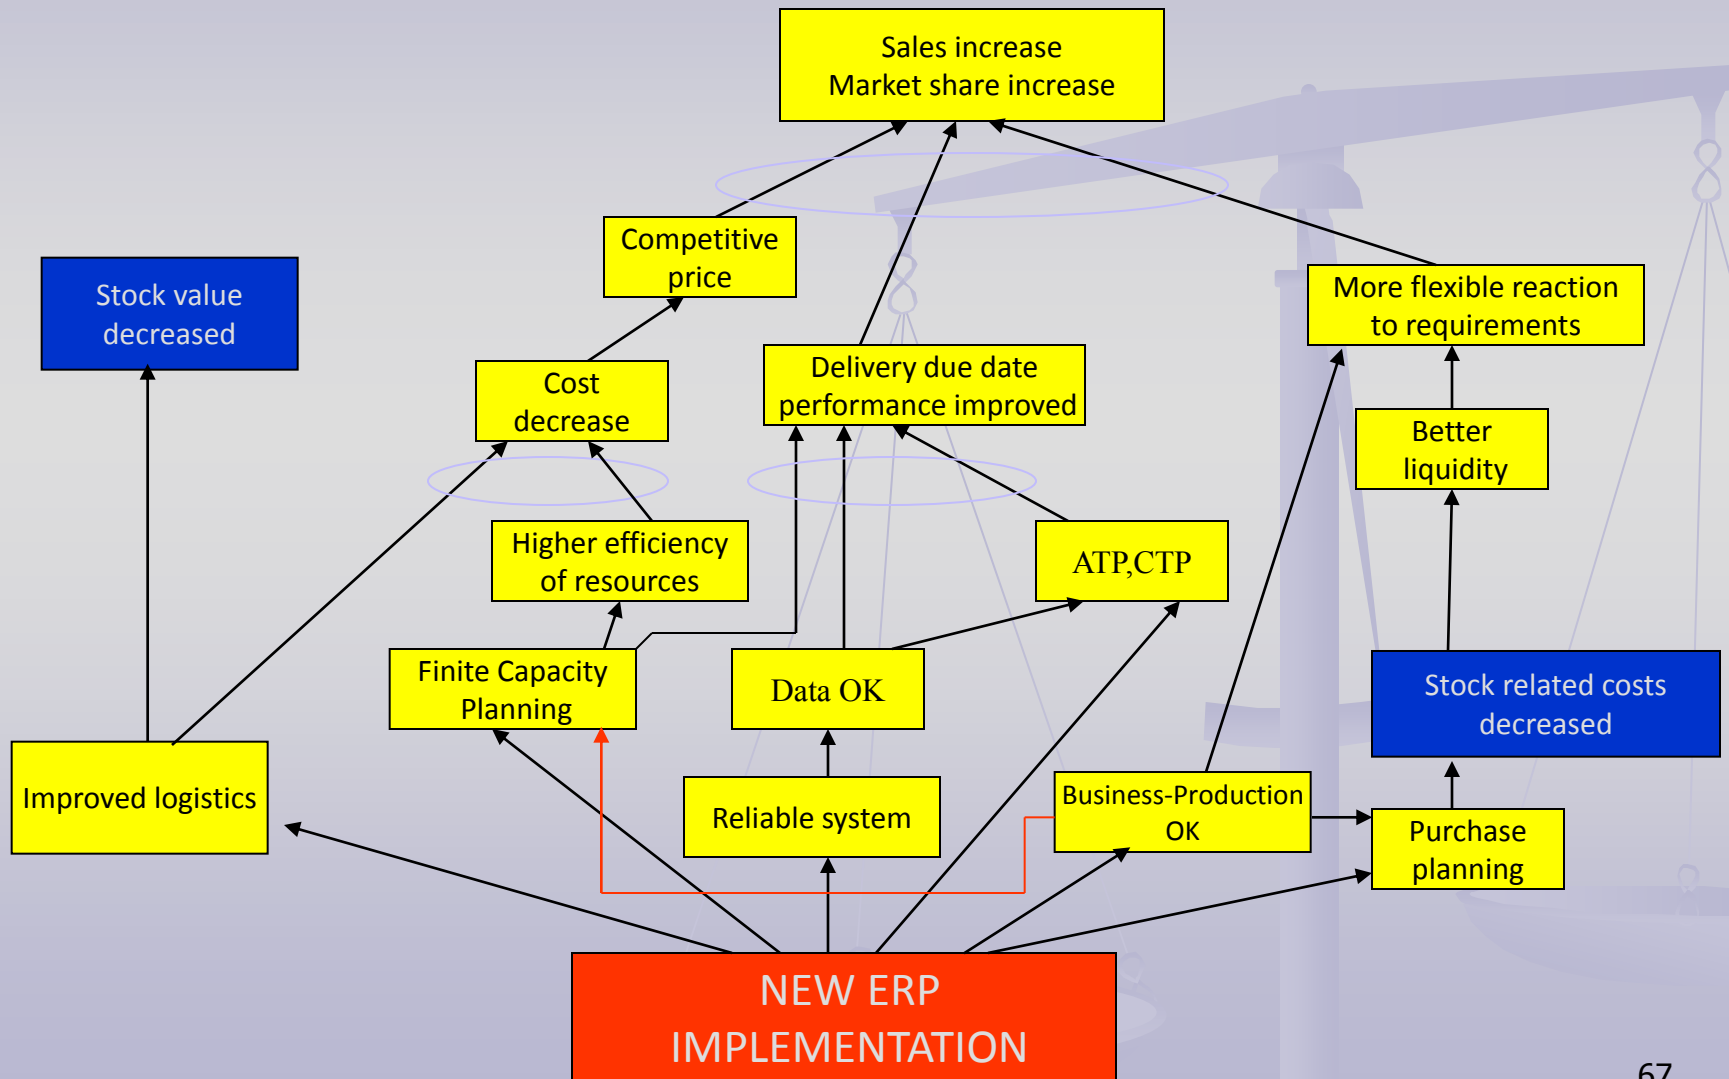 Sales increase
Market share increase
Competitive
price
Stock value
decreased
More flexible reaction
to requirements
Cost
decrease
Delivery due date
performance improved
Better
liquidity
Higher efficiency
of resources
ATP,CTP
Finite Capacity
Planning
Data OK
Stock related costs
decreased
Improved logistics
Reliable system
Business-Production
OK
Purchase
planning
NEW ERP
IMPLEMENTATION
67